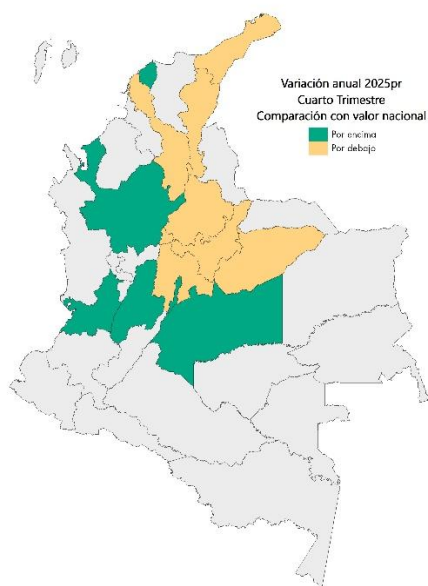 Variación anual 2025pr
Cuarto Trimestre
Comparación con valor nacional
Por encima
Por debajo